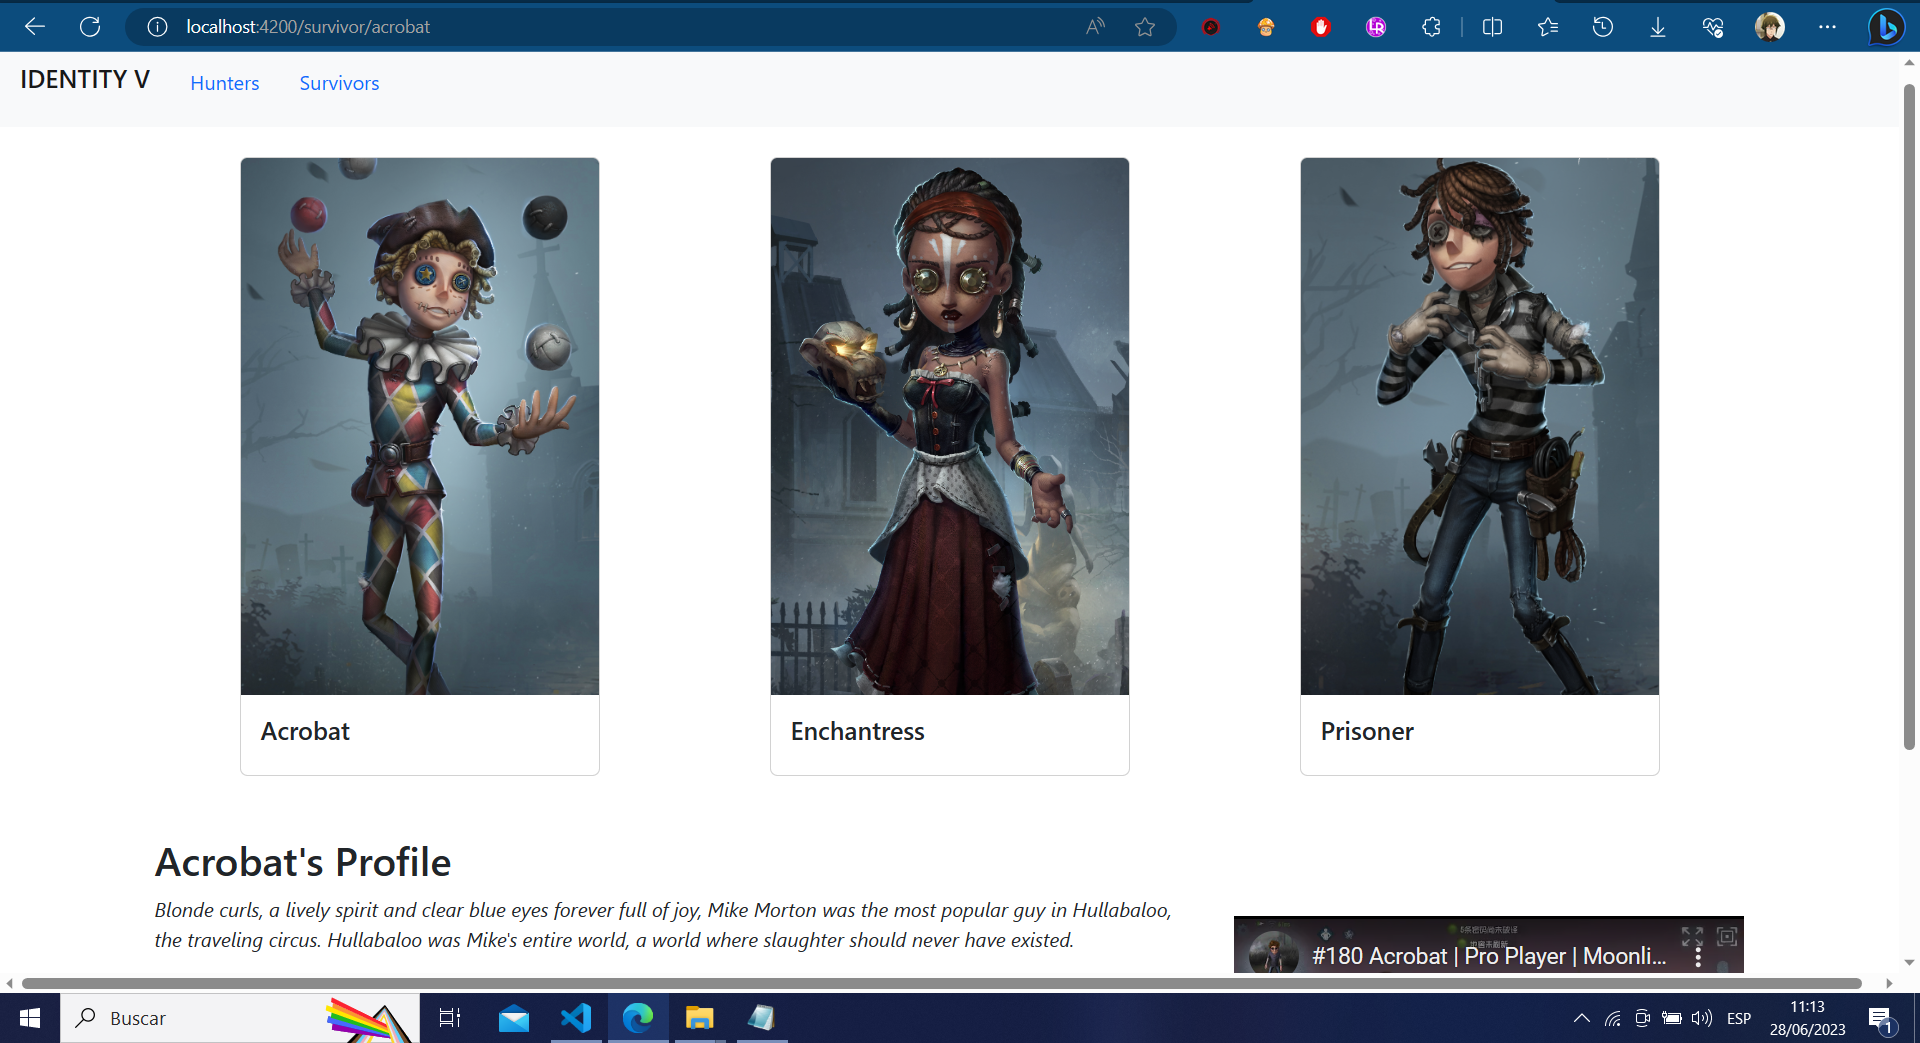 localhost:4200/survivor/acrobat
IDENTITY V
Hunters
Survivors
Acrobat
Enchantress
Prisoner
Acrobat's Profile
Blonde curls, a lively spirit and clear blue eyes forever full of joy, Mike Morton was the most popular guy in Hullabaloo,
the traveling circus. Hullabaloo was Mike's entire world, a world where slaughter should never have existed.
#180 Acrobat | Pro Player | Moonli...
Buscar
ESP
11:13
28/06/2023
1